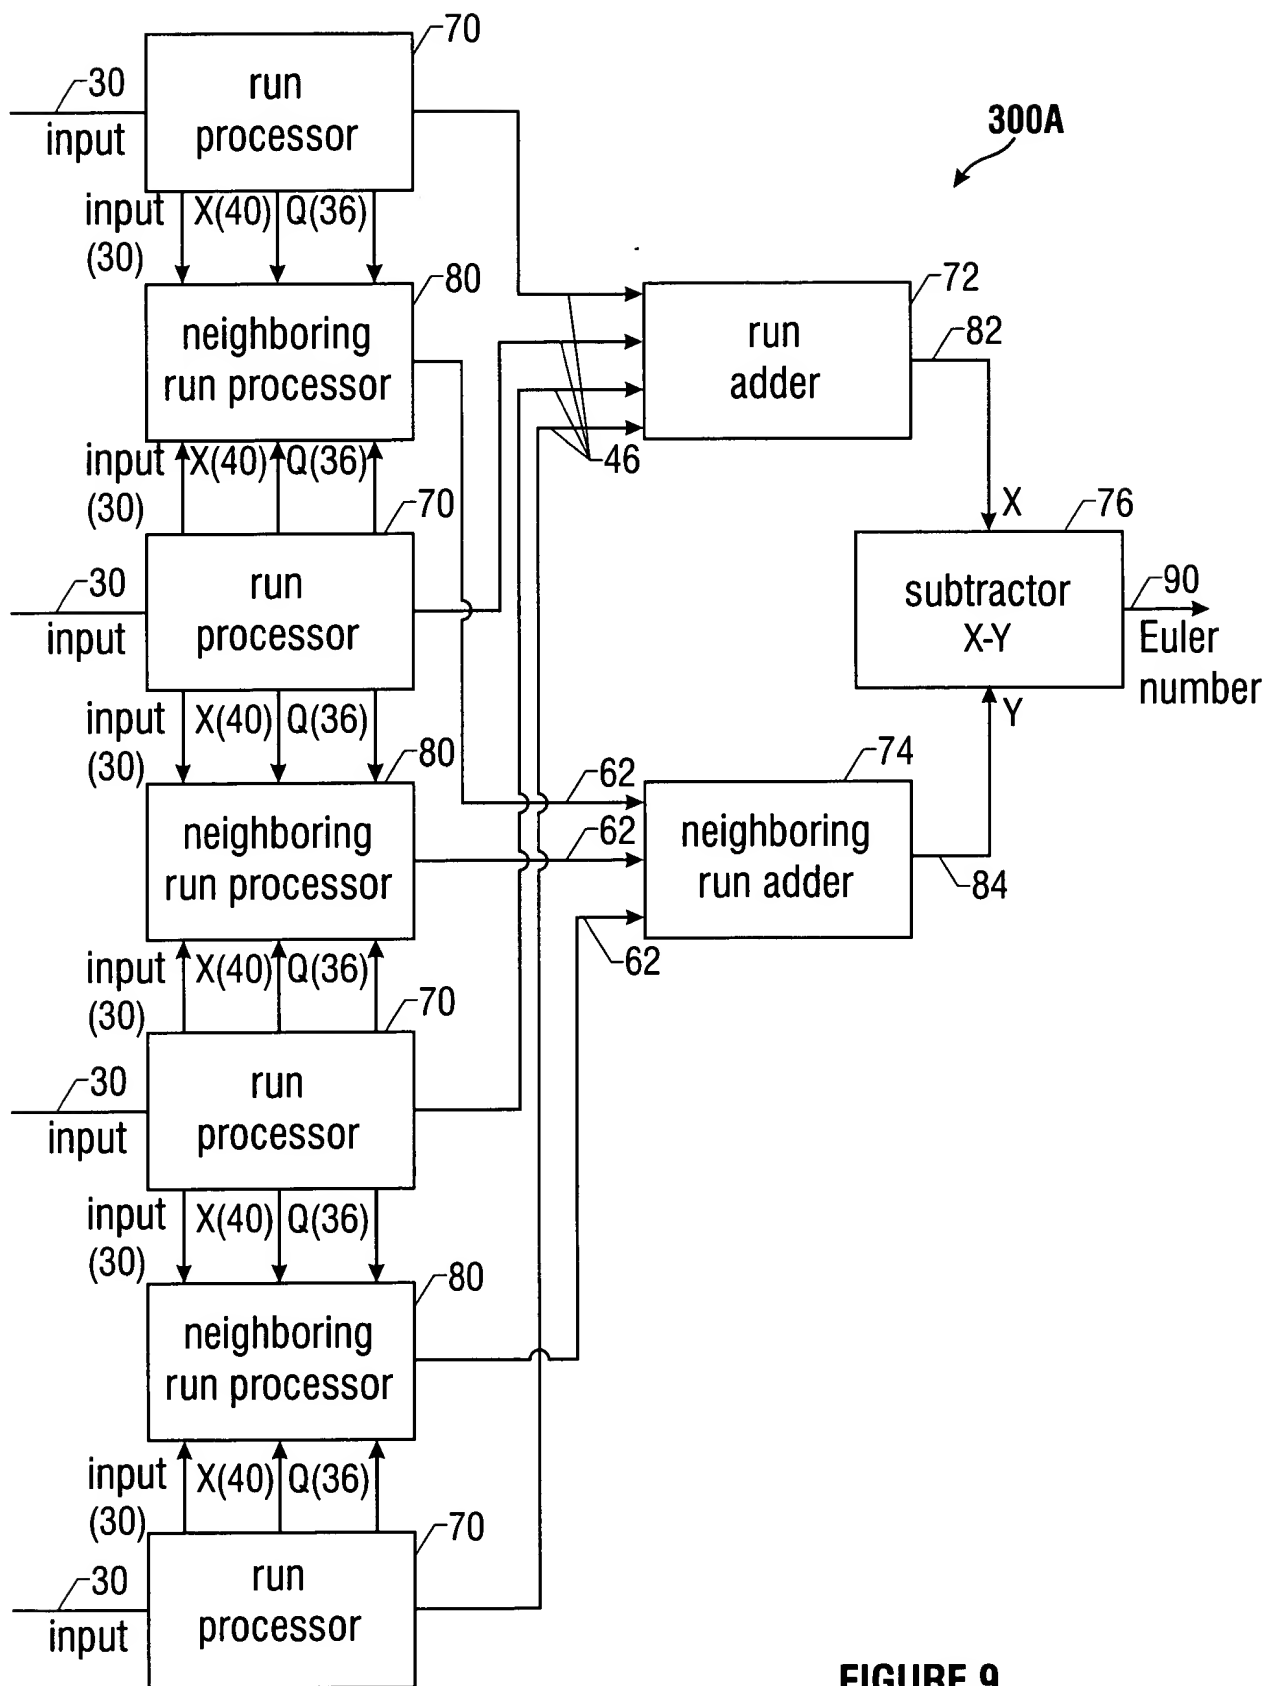 70
30
run
processor
input
300A
input
(30)
X(40)
Q(36)
80
neighboring
run processor
72
run
adder
82
46
input
(30)
X(40)
Q(36)
70
30
run
processor
input
X
76
subtractor
X-Y
90
Euler
number
Y
input
(30)
X(40)
Q(36)
80
neighboring
run processor
62
62
62
74
neighboring
run adder
84
input
(30)
X(40)
Q(36)
70
30
run
processor
input
input
(30)
X(40)
Q(36)
80
neighboring
run processor
input
(30)
X(40)
Q(36)
70
30
run
processor
input
FIGURE 9